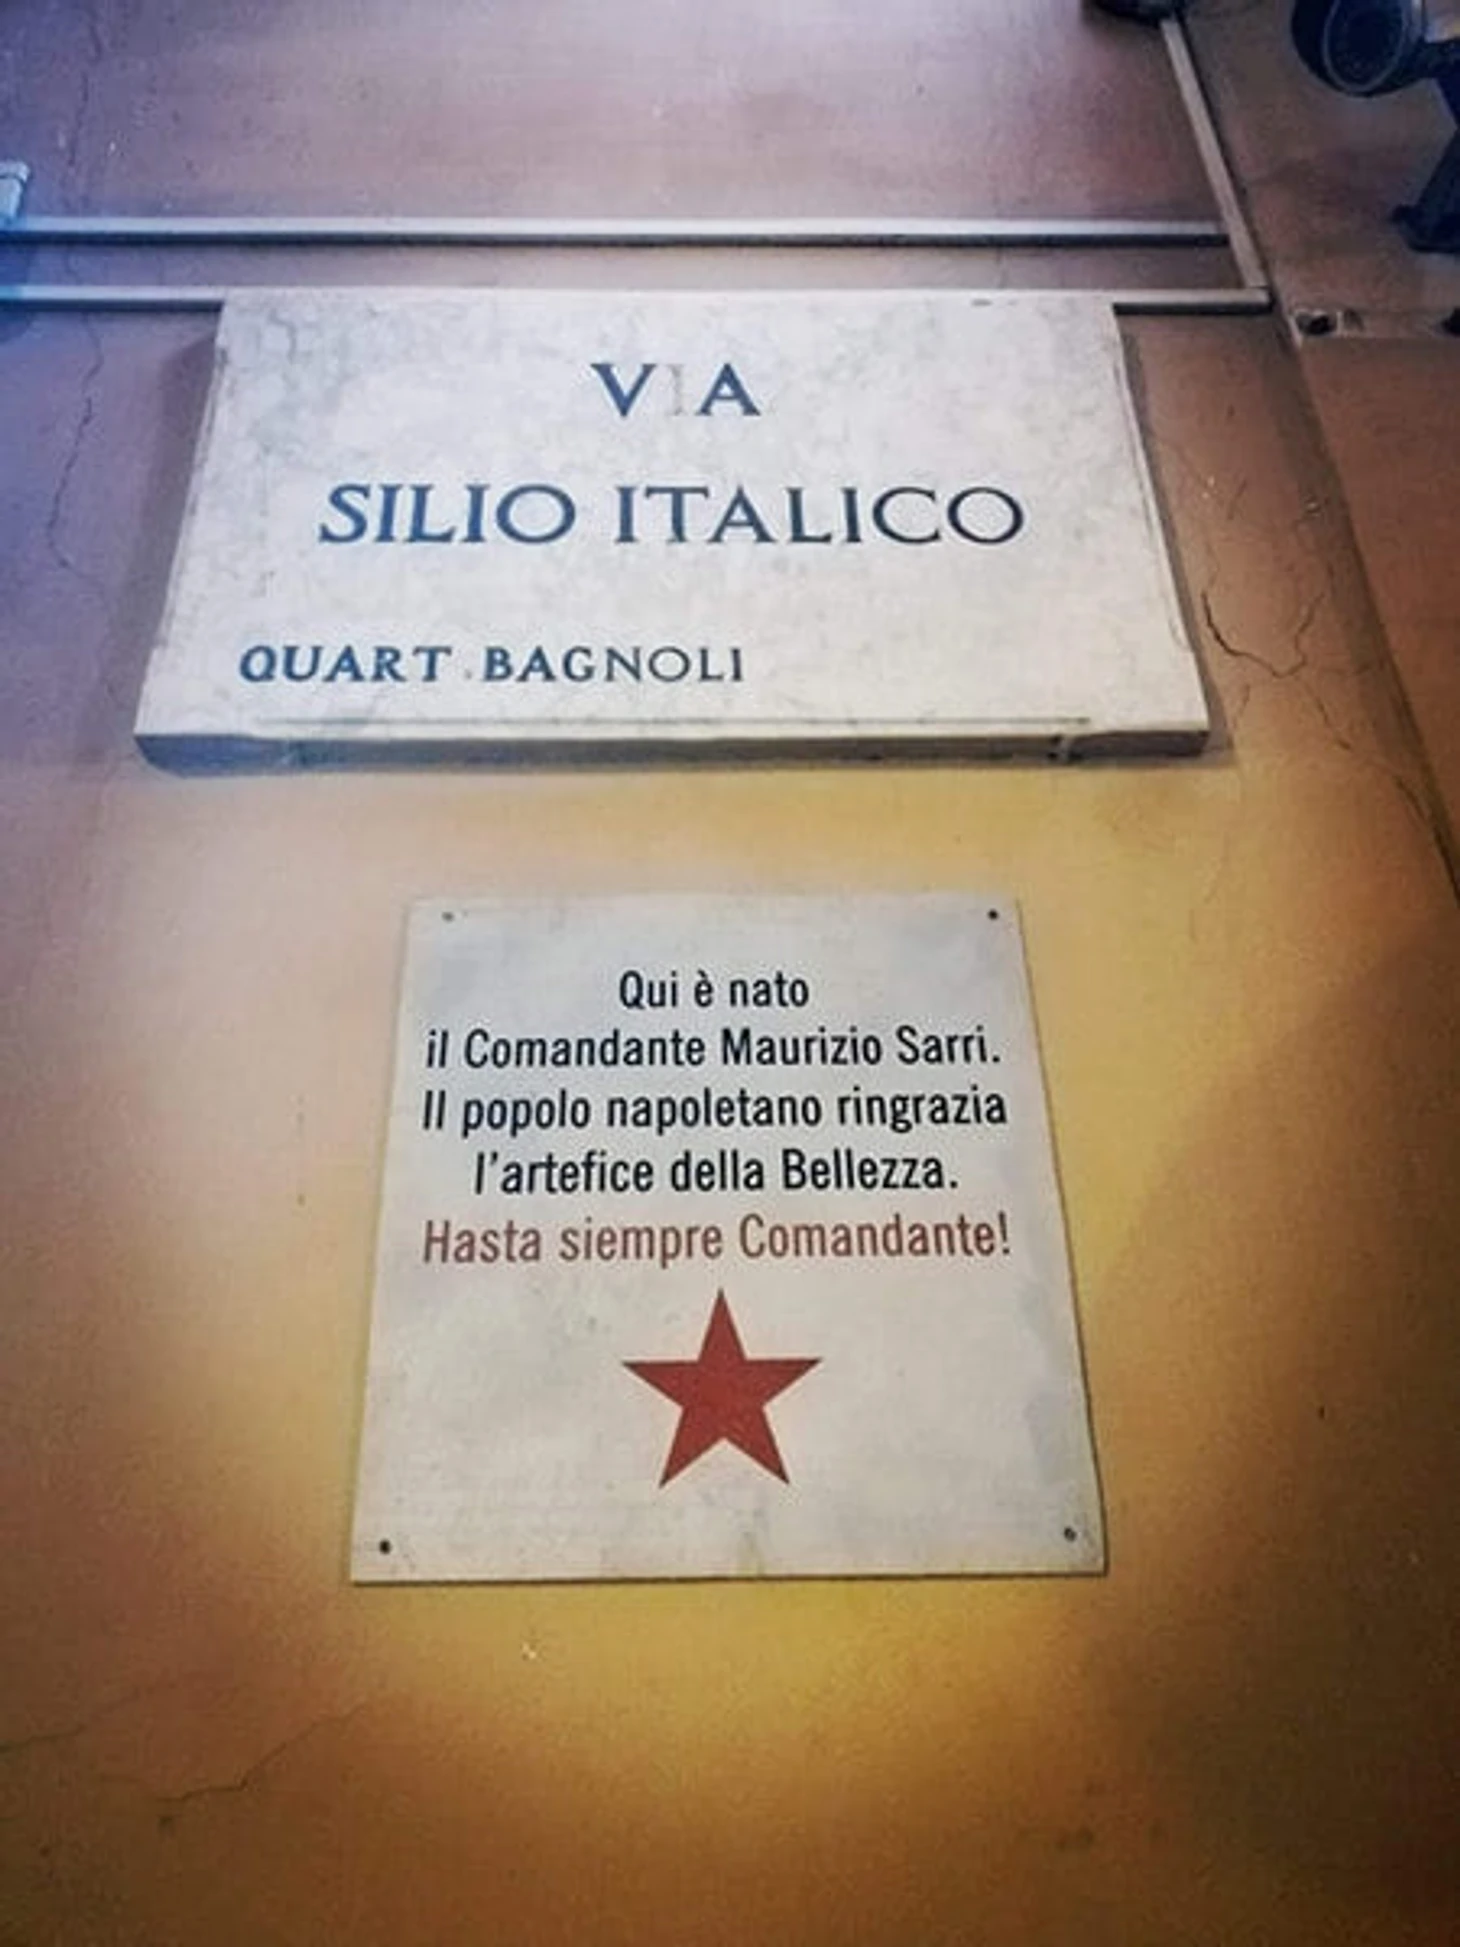 VIA
SILIO ITALICO
QUART. BAGNOLI
Qui è nato
il Comandante Maurizio Sarri.
Il popolo napoletano ringrazia
l'artefice della Bellezza.
Hasta siempre Comandante!